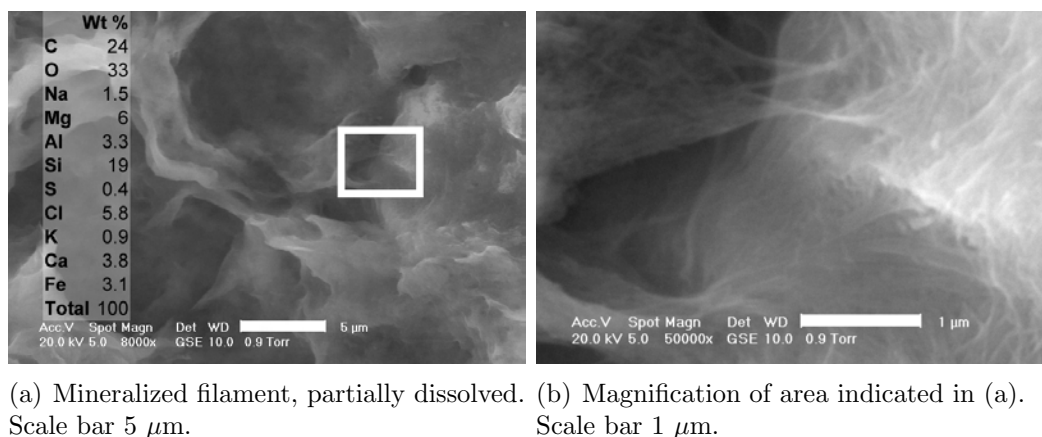 Wt %
C 24
O 33
Na 1.5
Mg 6
Al 3.3
Si 19
S 0.4
Cl 5.8
K 0.9
Ca 3.8
Fe 3.1
Total 100
Acc.V Spot Magn Det WD 5 µm
20.0 kV 5.0 8000x GSE 10.0 0.9 Torr
Acc.V Spot Magn Det WD 1 µm
20.0 kV 5.0 50000x GSE 10.0 0.9 Torr
(a) Mineralized filament, partially dissolved.
Scale bar 5 μm.
(b) Magnification of area indicated in (a).
Scale bar 1 μm.